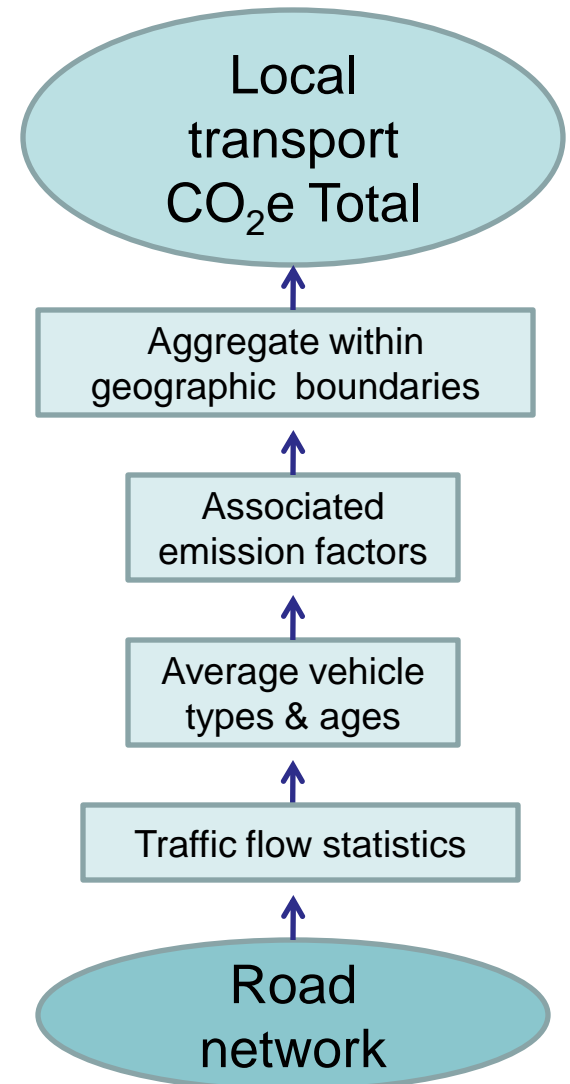 Local
transport
CO₂e Total
Aggregate within
geographic boundaries
Associated
emission factors
Average vehicle
types & ages
Traffic flow statistics
Road
network